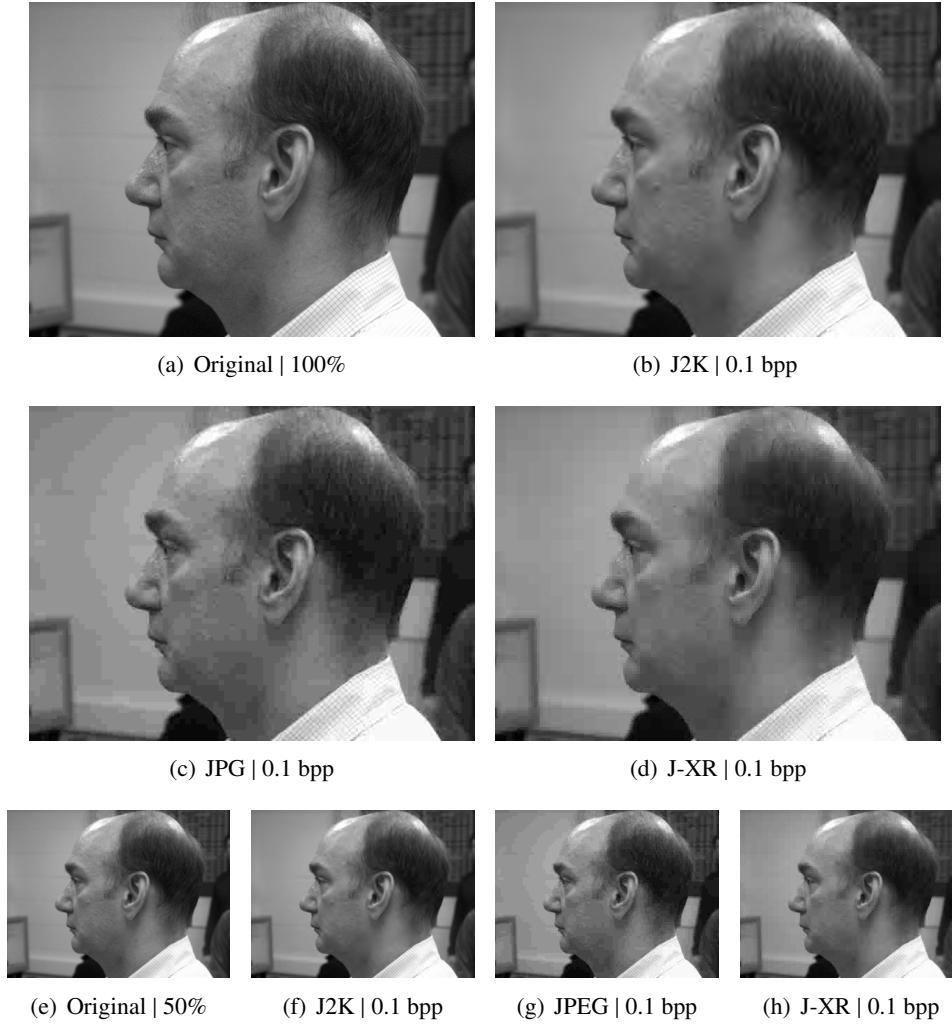 (a) Original | 100%
(b) J2K | 0.1 bpp
(c) JPG | 0.1 bpp
(d) J-XR | 0.1 bpp
(e) Original | 50%
(f) J2K | 0.1 bpp
(g) JPEG | 0.1 bpp
(h) J-XR | 0.1 bpp